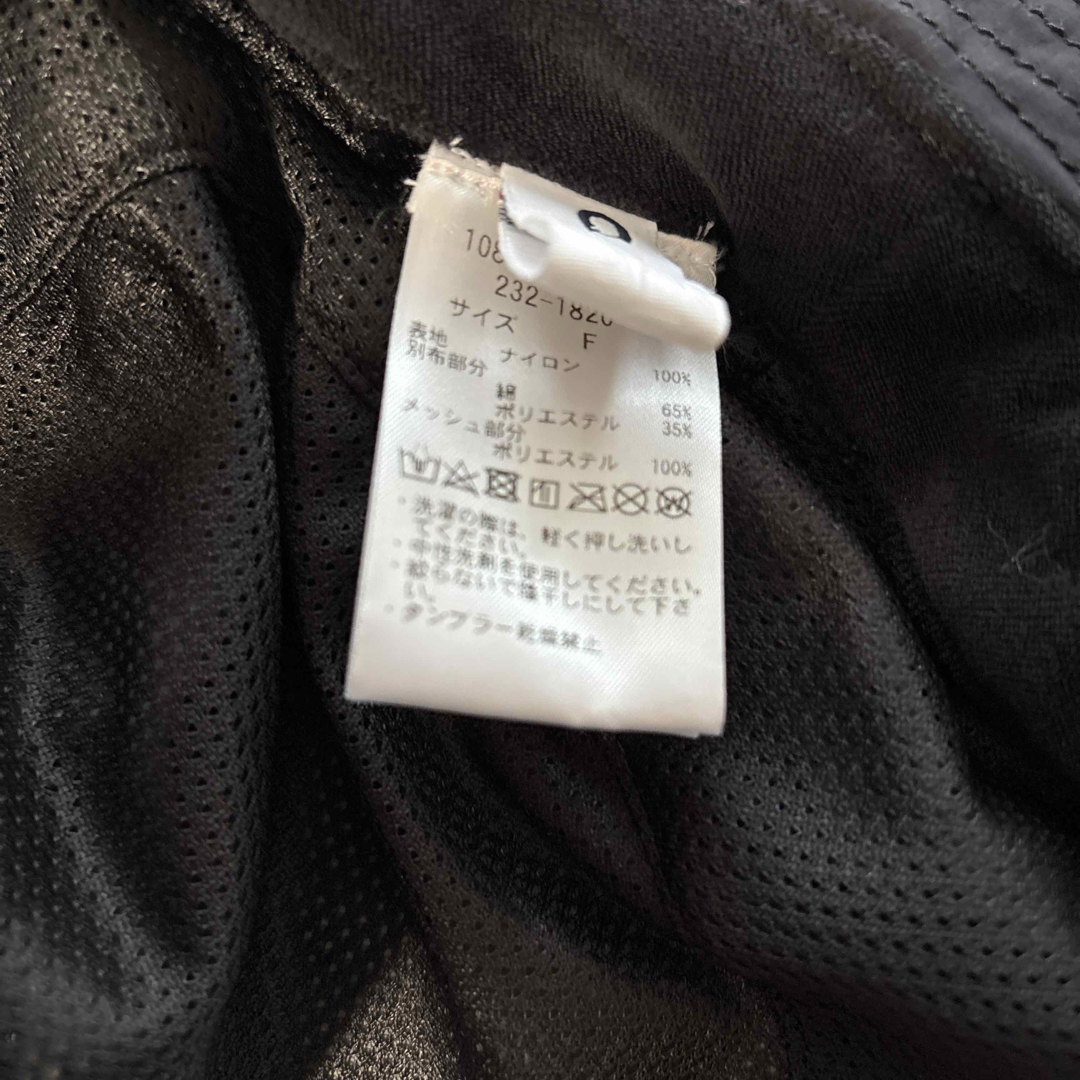 108
232-1820
サイズ F
表地 ナイロン 100%
別布部分
綿 65%
ポリエステル 35%
メッシュ部分
ポリエステル 100%
・洗濯の際は、軽く押し洗いし
てください。
・中性洗剤を使用してください。
・絞らないで陰干しにして下さ
い。
・タンブラー乾燥禁止